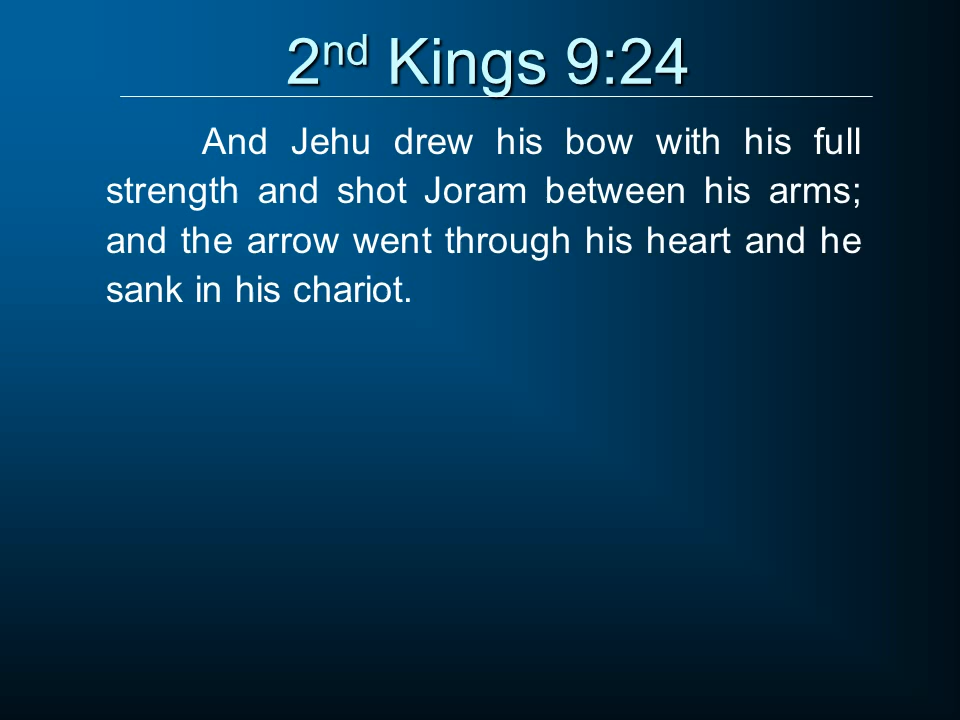 2nd Kings 9:24
And Jehu drew his bow with his full
strength and shot Joram between his arms;
and the arrow went through his heart and he
sank in his chariot.